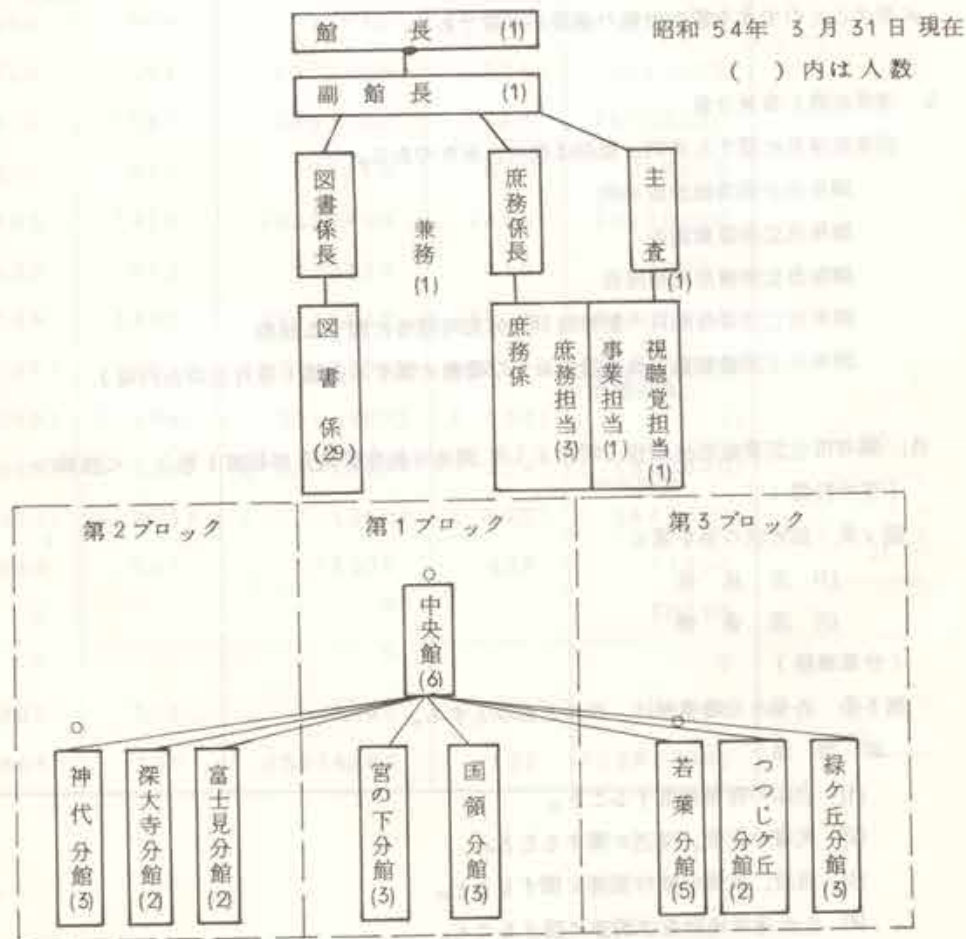 昭和54年 3月31日現在
( )内は人数
館長 (1)
副館長 (1)
図書係長
兼務 (1)
庶務係長
主査 (1)
図書係 (29)
庶務係
庶務担当 (3)
事業担当 (1)
視聴覚担当 (1)
第2ブロック
第1ブロック
第3ブロック
○
中央館 (6)
○
○
神代分館 (3)
深大寺分館 (2)
富士見分館 (2)
宮の下分館 (3)
国領分館 (3)
若葉分館 (5)
つつじケ丘分館 (2)
緑ケ丘分館 (3)